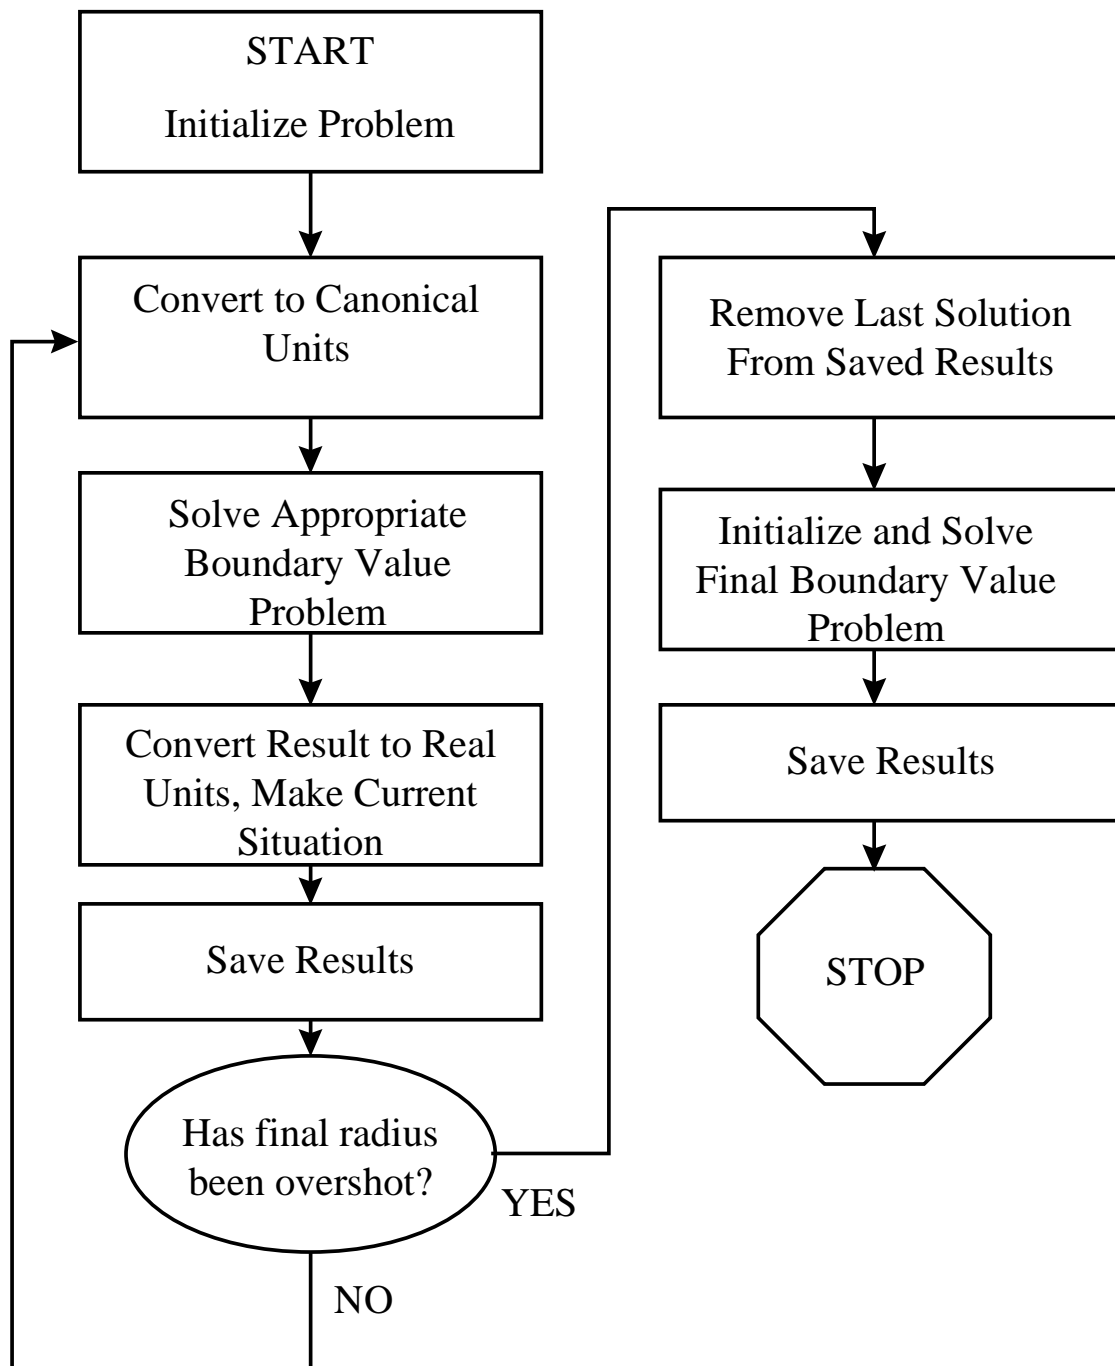 START
Initialize Problem
Convert to Canonical
Units
Solve Appropriate
Boundary Value
Problem
Convert Result to Real
Units, Make Current
Situation
Save Results
Has final radius
been overshot?
YES
NO
Remove Last Solution
From Saved Results
Initialize and Solve
Final Boundary Value
Problem
Save Results
STOP